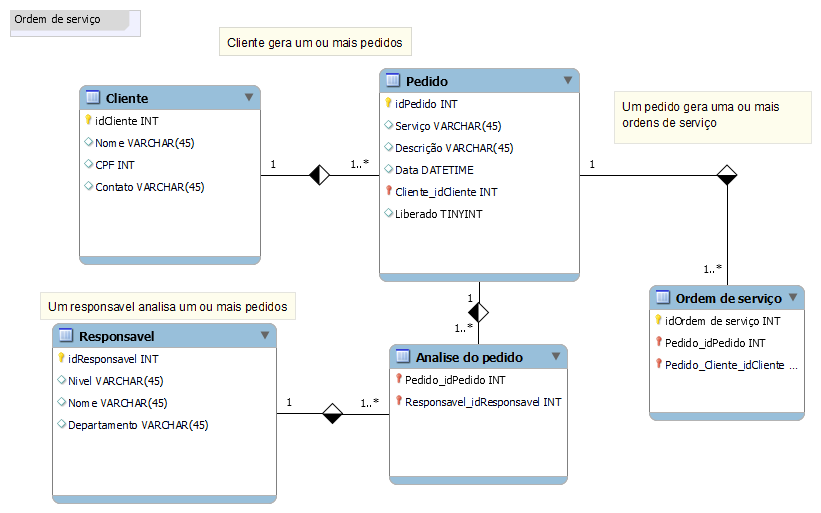 Ordem de serviço
Cliente gera um ou mais pedidos
Cliente
idCliente INT
Nome VARCHAR(45)
CPF INT
Contato VARCHAR(45)
1
1..*
Pedido
idPedido INT
Serviço VARCHAR(45)
Descrição VARCHAR(45)
Data DATETIME
Cliente_idCliente INT
Liberado TINYINT
Um pedido gera uma ou mais
ordens de serviço
1
1..*
Ordem de serviço
idOrdem de serviço INT
Pedido_idPedido INT
Pedido_Cliente_idCliente ...
1
1..*
Um responsavel analisa um ou mais pedidos
Responsavel
idResponsavel INT
Nivel VARCHAR(45)
Nome VARCHAR(45)
Departamento VARCHAR(45)
1
1..*
Analise do pedido
Pedido_idPedido INT
Responsavel_idResponsavel INT